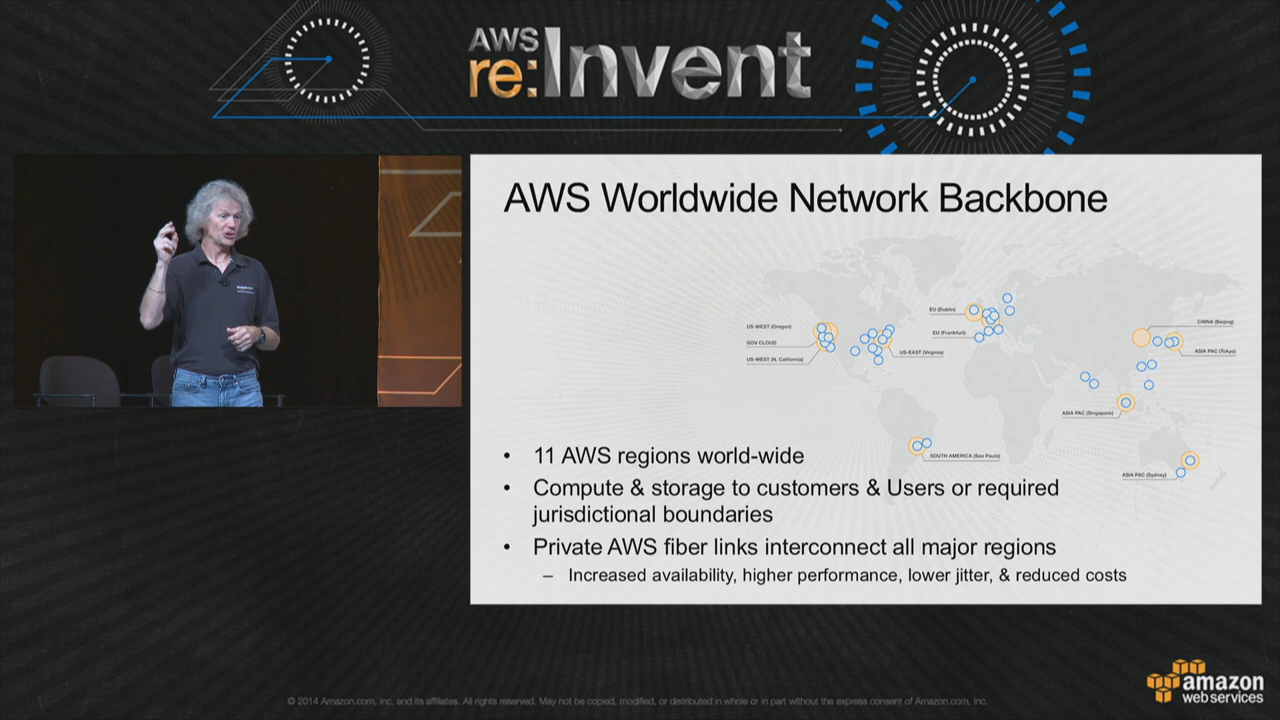 AWS
re:Invent
AWS Worldwide Network Backbone
US-WEST (Oregon)
GOV CLOUD
US-WEST (N. California)
US-EAST (Virginia)
EU (Dublin)
EU (Frankfurt)
CHINA (Beijing)
ASIA PAC (Tokyo)
ASIA PAC (Singapore)
SOUTH AMERICA (Sao Paulo)
ASIA PAC (Sydney)
• 11 AWS regions world-wide
• Compute & storage to customers & Users or required
jurisdictional boundaries
• Private AWS fiber links interconnect all major regions
– Increased availability, higher performance, lower jitter, & reduced costs
© 2014 Amazon.com, Inc. and its affiliates. All rights reserved. May not be copied, modified, or distributed in whole or in part without the express consent of Amazon.com, Inc.
amazon
web services